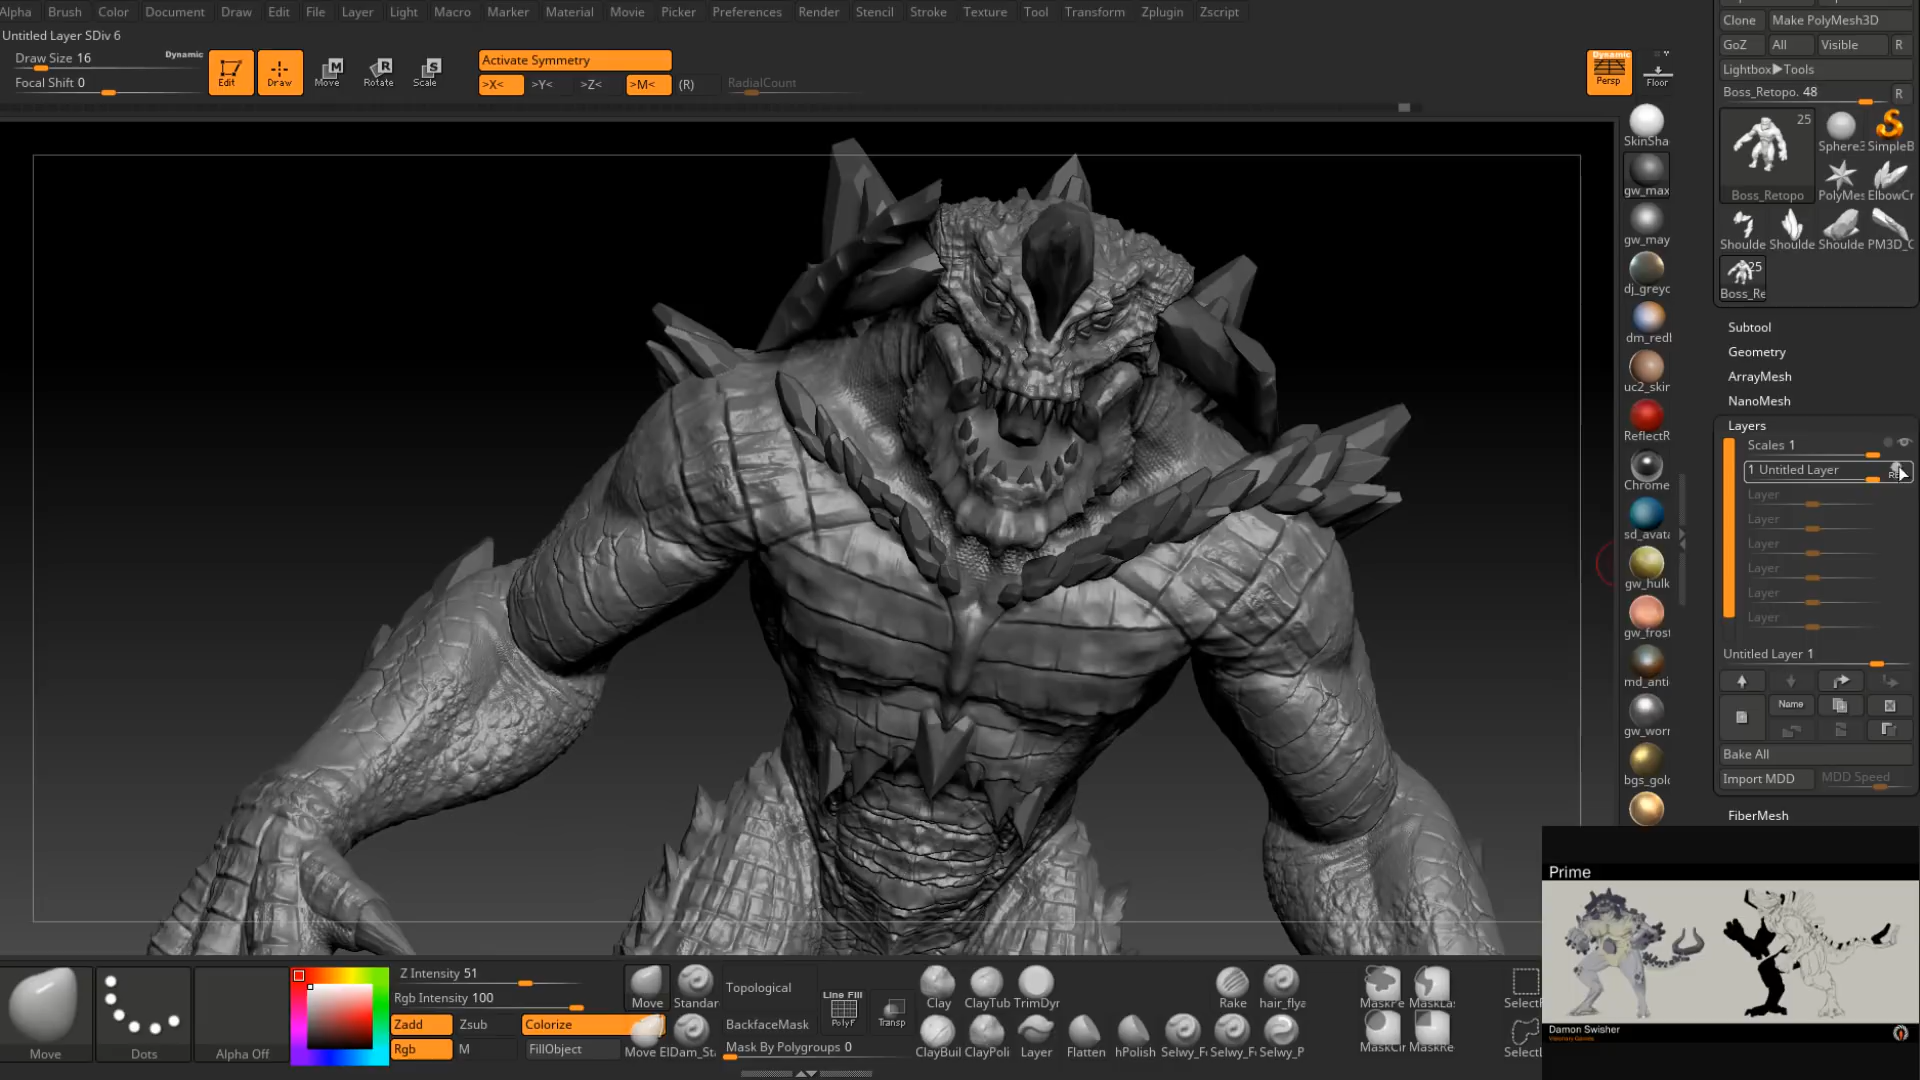 Alpha Brush Color Document Draw Edit File Layer Light Macro Marker Material Movie Picker Preferences Render Stencil Stroke Texture Tool Transform Zplugin Zscript
Untitled Layer SDiv 6
Draw Size 16
Dynamic
Focal Shift 0
Edit
Draw
Move
Rotate
Scale
Activate Symmetry
>X< >Y< >Z< >M< (R)
RadialCount
Dynamic
Persp
Floor
Clone
Make PolyMesh3D
GoZ
All
Visible
R
Lightbox▶Tools
Boss_Retopo. 48
R
25
Boss_Retopo
Sphere3
SimpleB
PolyMes
ElbowCr
Shoulde
Shoulde
Shoulde
PM3D_C
25
Boss_Re
Subtool
Geometry
ArrayMesh
NanoMesh
Layers
Scales 1
1 Untitled Layer
Layer
Layer
Layer
Layer
Layer
Layer
Untitled Layer 1
Name
Bake All
Import MDD
MDD Speed
FiberMesh
SkinSha
gw_max
gw_may
dj_greyc
dm_redl
uc2_skin
ReflectR
Chrome
sd_avata
gw_hulk
gw_frost
md_anti
gw_worr
bgs_gold
Prime
Damon Swisher
Move
Dots
Alpha Off
Z Intensity 51
Rgb Intensity 100
Zadd
Zsub
Colorize
Rgb
M
FillObject
Move
Standar
Move
ElDam_Sta
Topological
BackfaceMask
Mask By Polygroups 0
Line Fill
PolyF
Transp
Clay
ClayTub
TrimDyr
ClayBuil
ClayPoli
Layer
Flatten
hPolish
Selwy_F
Selwy_F
Selwy_P
Rake
hair_flya
MaskPe
MaskLas
MaskCir
MaskRe
SelectR
SelectL